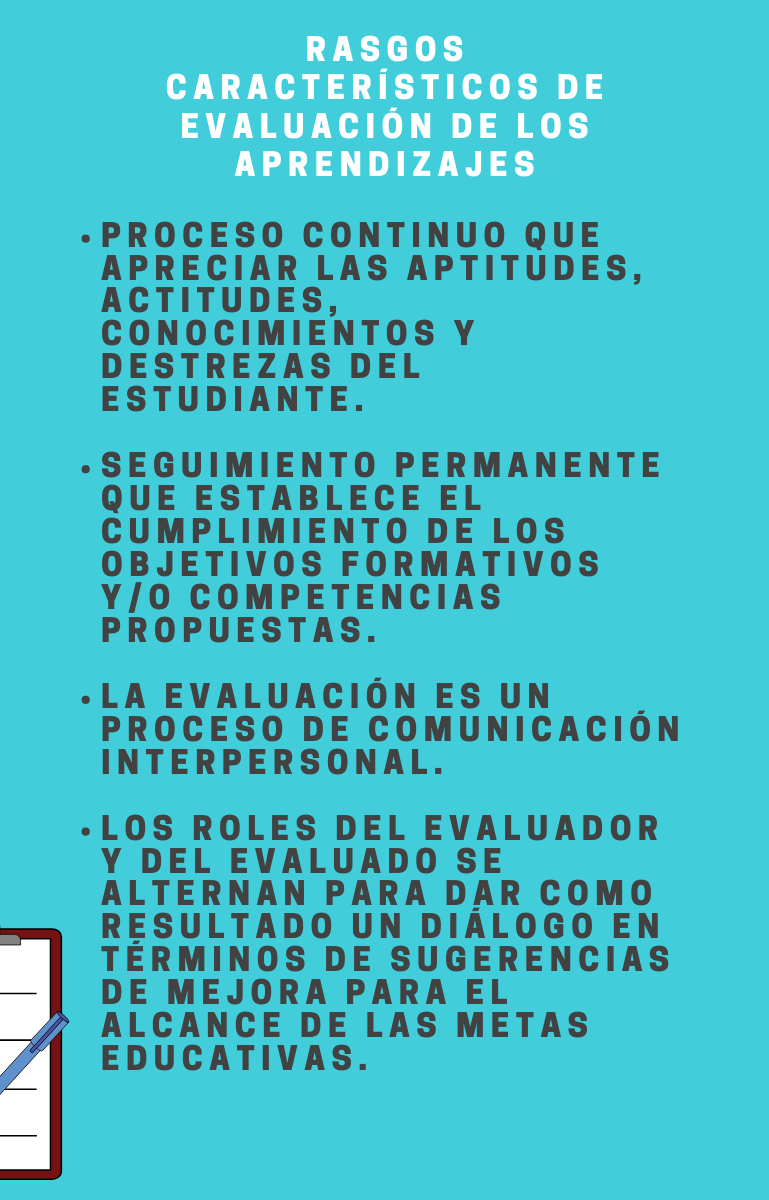 RASGOS
CARACTERÍSTICOS DE
EVALUACIÓN DE LOS
APRENDIZAJES
• PROCESO CONTINUO QUE
APRECIAR LAS APTITUDES,
ACTITUDES,
CONOCIMIENTOS Y
DESTREZAS DEL
ESTUDIANTE.
• SEGUIMIENTO PERMANENTE
QUE ESTABLECE EL
CUMPLIMIENTO DE LOS
OBJETIVOS FORMATIVOS
Y/O COMPETENCIAS
PROPUESTAS.
• LA EVALUACIÓN ES UN
PROCESO DE COMUNICACIÓN
INTERPERSONAL.
• LOS ROLES DEL EVALUADOR
Y DEL EVALUADO SE
ALTERNAN PARA DAR COMO
RESULTADO UN DIÁLOGO EN
TÉRMINOS DE SUGERENCIAS
DE MEJORA PARA EL
ALCANCE DE LAS METAS
EDUCATIVAS.